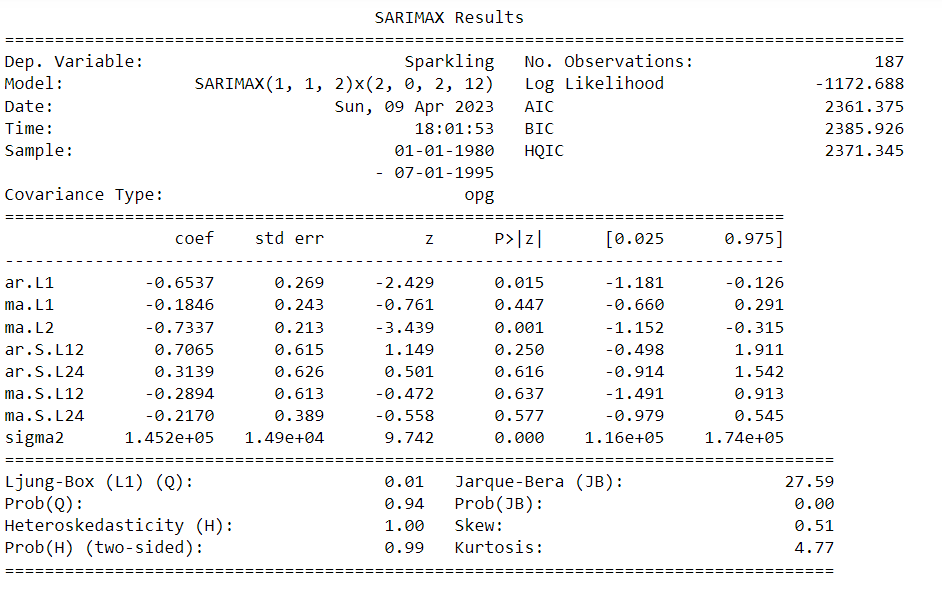 SARIMAX Results
==========================================================================================
Dep. Variable:                          Sparkling   No. Observations:                  187
Model:             SARIMAX(1, 1, 2)x(2, 0, 2, 12)   Log Likelihood               -1172.688
Date:                            Sun, 09 Apr 2023   AIC                           2361.375
Time:                                    18:01:53   BIC                           2385.926
Sample:                                01-01-1980   HQIC                          2371.345
                                     - 07-01-1995
Covariance Type:                              opg
==============================================================================
                 coef    std err          z      P>|z|      [0.025      0.975]
------------------------------------------------------------------------------
ar.L1         -0.6537      0.269     -2.429      0.015      -1.181      -0.126
ma.L1         -0.1846      0.243     -0.761      0.447      -0.660       0.291
ma.L2         -0.7337      0.213     -3.439      0.001      -1.152      -0.315
ar.S.L12       0.7065      0.615      1.149      0.250      -0.498       1.911
ar.S.L24       0.3139      0.626      0.501      0.616      -0.914       1.542
ma.S.L12      -0.2894      0.613     -0.472      0.637      -1.491       0.913
ma.S.L24      -0.2170      0.389     -0.558      0.577      -0.979       0.545
sigma2      1.452e+05   1.49e+04      9.742      0.000    1.16e+05    1.74e+05
===================================================================================
Ljung-Box (L1) (Q):                   0.01   Jarque-Bera (JB):                27.59
Prob(Q):                              0.94   Prob(JB):                         0.00
Heteroskedasticity (H):               1.00   Skew:                             0.51
Prob(H) (two-sided):                  0.99   Kurtosis:                         4.77
===================================================================================